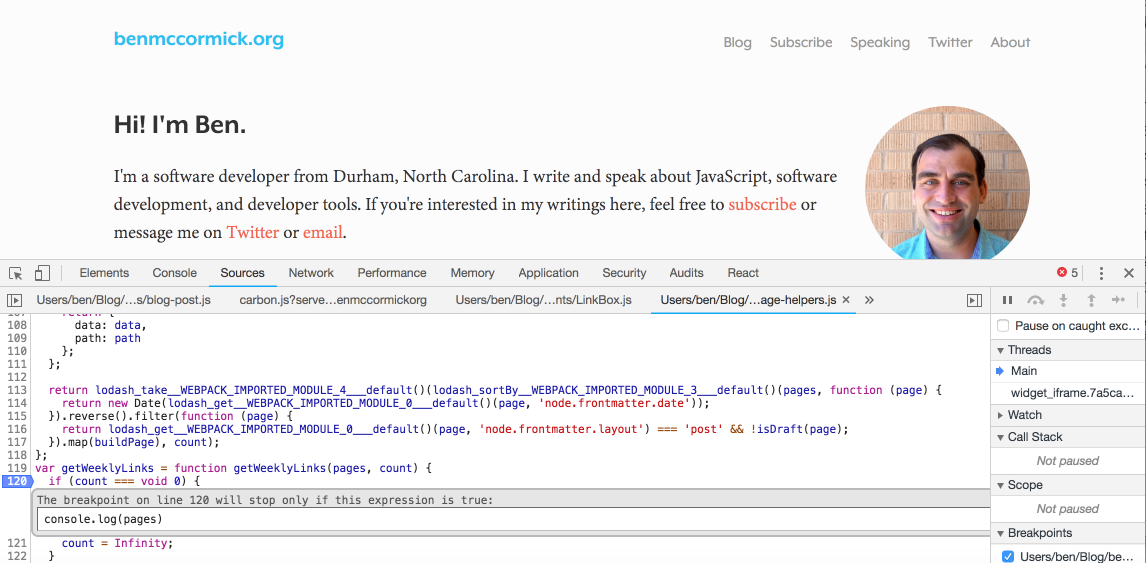 benmccormick.org
Blog Subscribe Speaking Twitter About
Hi! I'm Ben.
I'm a software developer from Durham, North Carolina. I write and speak about JavaScript, software
development, and developer tools. If you're interested in my writings here, feel free to subscribe or
message me on Twitter or email.
Elements Console Sources Network Performance Memory Application Security Audits React 5
Users/ben/Blog/...s/blog-post.js carbon.js?serve...enmccormickorg Users/ben/Blog/...nts/LinkBox.js Users/ben/Blog/...age-helpers.js × »
107 return {
108 data: data,
109 path: path
110 };
111 };
112
113 return lodash_take__WEBPACK_IMPORTED_MODULE_4___default()(lodash_sortBy__WEBPACK_IMPORTED_MODULE_3___default()(pages, function (page) {
114 return new Date(lodash_get__WEBPACK_IMPORTED_MODULE_0___default()(page, 'node.frontmatter.date'));
115 }).reverse().filter(function (page) {
116 return lodash_get__WEBPACK_IMPORTED_MODULE_0___default()(page, 'node.frontmatter.layout') === 'post' && !isDraft(page);
117 }).map(buildPage), count);
118 };
119 var getWeeklyLinks = function getWeeklyLinks(pages, count) {
120 if (count === void 0) {
The breakpoint on line 120 will stop only if this expression is true:
console.log(pages)
121 count = Infinity;
122 }
Pause on caught exc...
Threads
Main
widget_iframe.7a5ca...
Watch
Call Stack
Not paused
Scope
Not paused
Breakpoints
Users/ben/Blog/be...